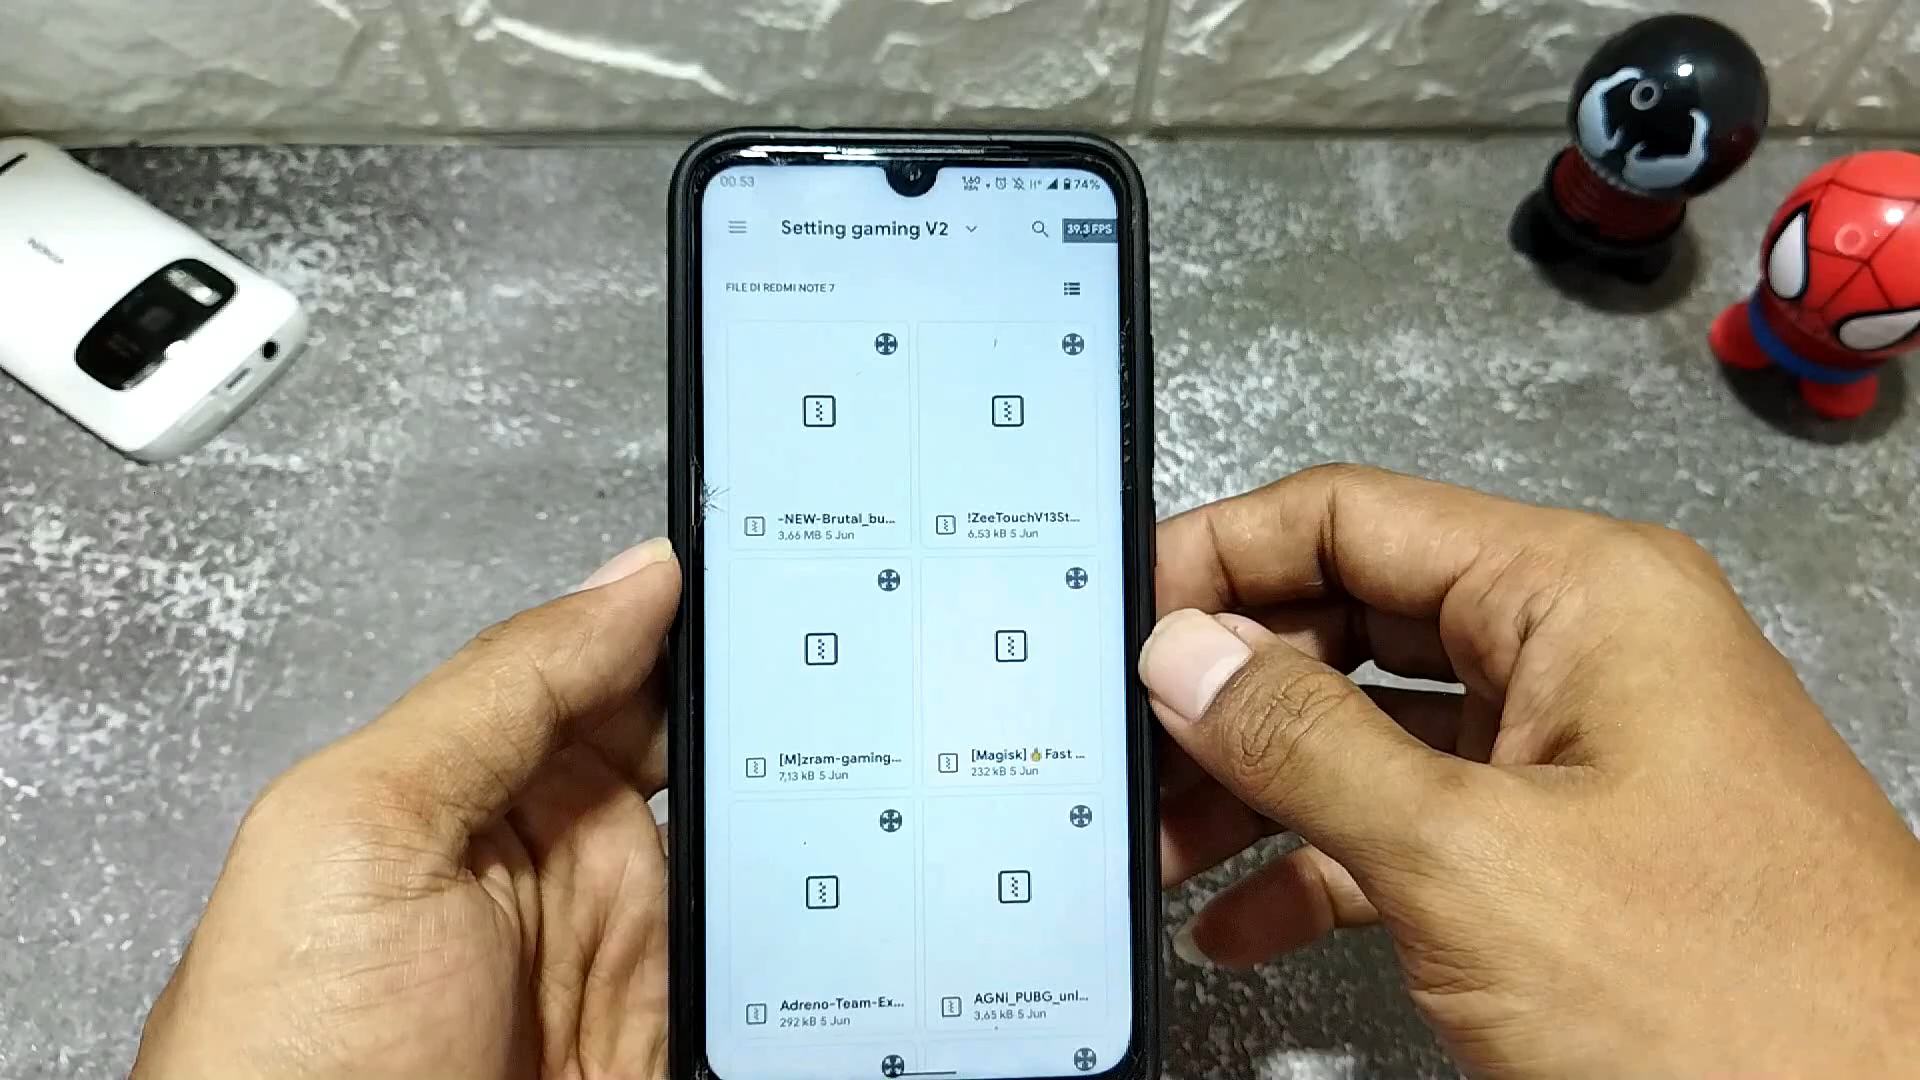 NOKIA
00.53
74%
Setting gaming V2
39.3 FPS
FILE DI REDMI NOTE 7
-NEW-Brutal_bu...
3,66 MB 5 Jun
!ZeeTouchV13St...
6,53 kB 5 Jun
[M]zram-gaming...
7,13 kB 5 Jun
[Magisk]🔥Fast ...
232 kB 5 Jun
Adreno-Team-Ex...
292 kB 5 Jun
AGNi_PUBG_unl...
3,65 kB 5 Jun